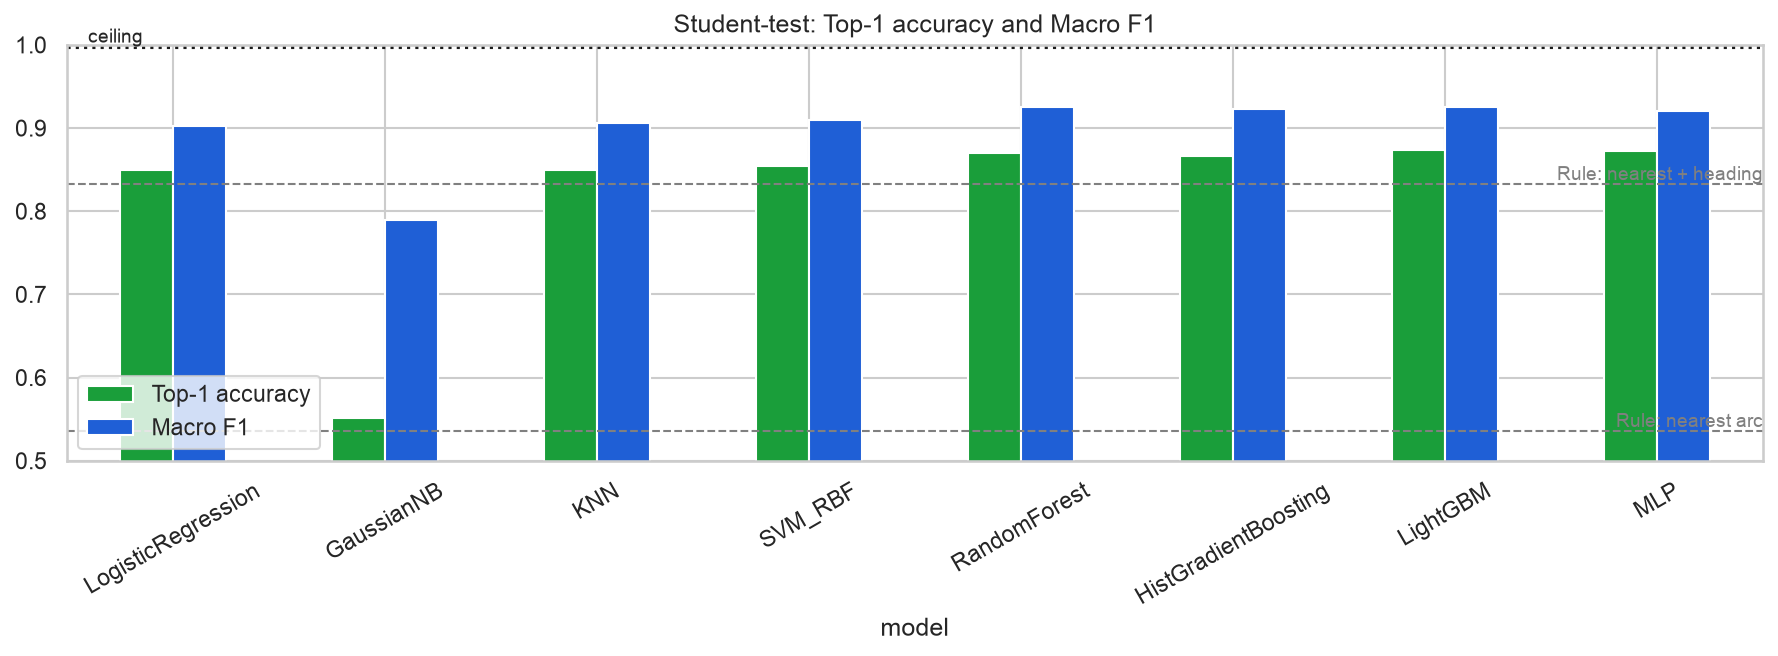 Student-test: Top-1 accuracy and Macro F1
ceiling
1.0
0.9
0.8
0.7
0.6
0.5
Rule: nearest + heading
Rule: nearest arc
Top-1 accuracy
Macro F1
LogisticRegression
GaussianNB
KNN
SVM_RBF
RandomForest
HistGradientBoosting
LightGBM
MLP
model